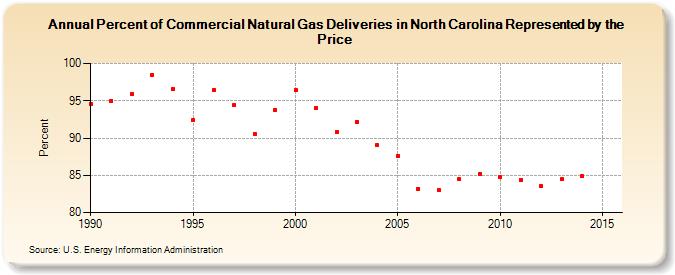 Annual Percent of Commercial Natural Gas Deliveries in North Carolina Represented by the
Price
Percent
100
95
90
85
80
1990
1995
2000
2005
2010
2015
Source: U.S. Energy Information Administration